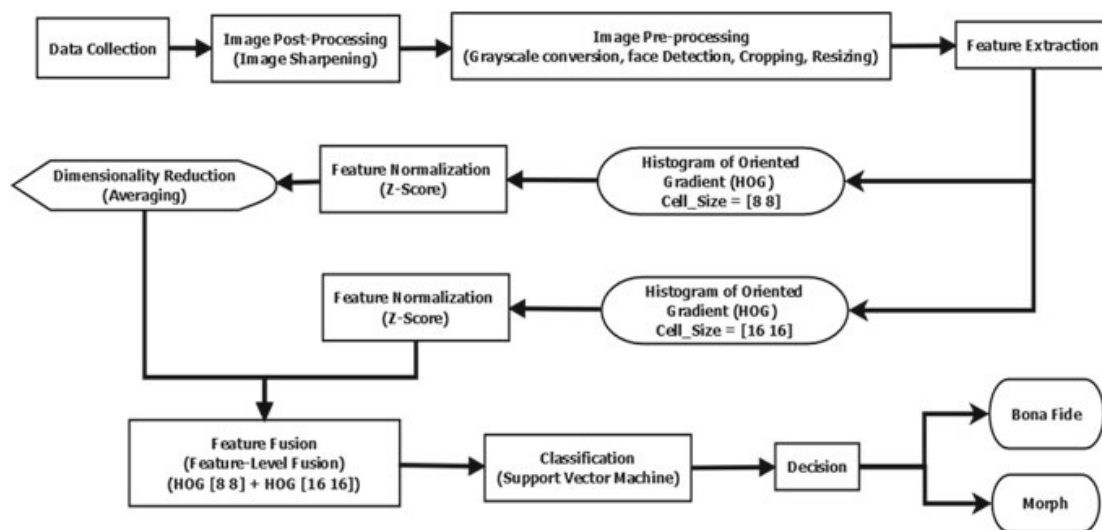 Data Collection
Image Post-Processing
(Image Sharpening)
Image Pre-processing
(Grayscale conversion, face Detection, Cropping, Resizing)
Feature Extraction
Histogram of Oriented
Gradient (HOG)
Cell_Size = [8 8]
Feature Normalization
(Z-Score)
Dimensionality Reduction
(Averaging)
Histogram of Oriented
Gradient (HOG)
Cell_Size = [16 16]
Feature Normalization
(Z-Score)
Feature Fusion
(Feature-Level Fusion)
(HOG [8 8] + HOG [16 16])
Classification
(Support Vector Machine)
Decision
Bona Fide
Morph